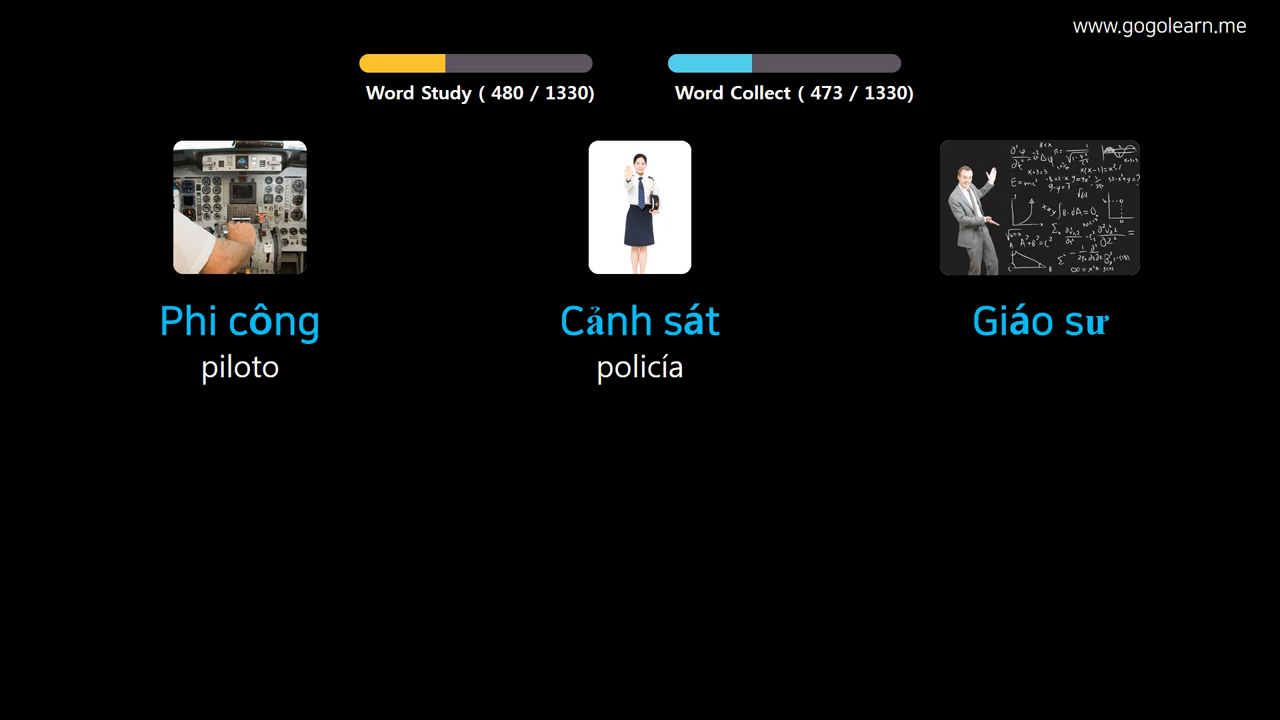 www.gogolearn.me
Word Study ( 480 / 1330)
Word Collect ( 473 / 1330)
Phi công
piloto
Cảnh sát
policía
Giáo sư